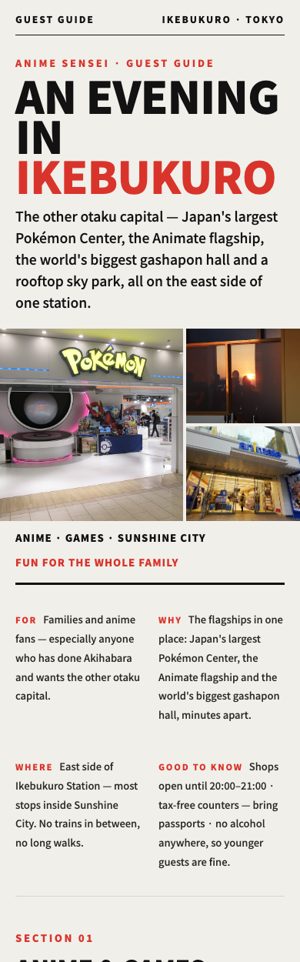 GUEST GUIDE
IKEBUKURO · TOKYO
ANIME SENSEI · GUEST GUIDE
AN EVENING
IN
IKEBUKURO
The other otaku capital — Japan's largest
Pokémon Center, the Animate flagship,
the world's biggest gashapon hall and a
rooftop sky park, all on the east side of
one station.
POKéMON
animate
ANIME · GAMES · SUNSHINE CITY
FUN FOR THE WHOLE FAMILY
FOR Families and anime
fans — especially anyone
who has done Akihabara
and wants the other otaku
capital.
WHY The flagships in one
place: Japan's largest
Pokémon Center, the
Animate flagship and the
world's biggest gashapon
hall, minutes apart.
WHERE East side of
Ikebukuro Station — most
stops inside Sunshine
City. No trains in between,
no long walks.
GOOD TO KNOW Shops
open until 20:00–21:00 ·
tax-free counters — bring
passports · no alcohol
anywhere, so younger
guests are fine.
SECTION 01